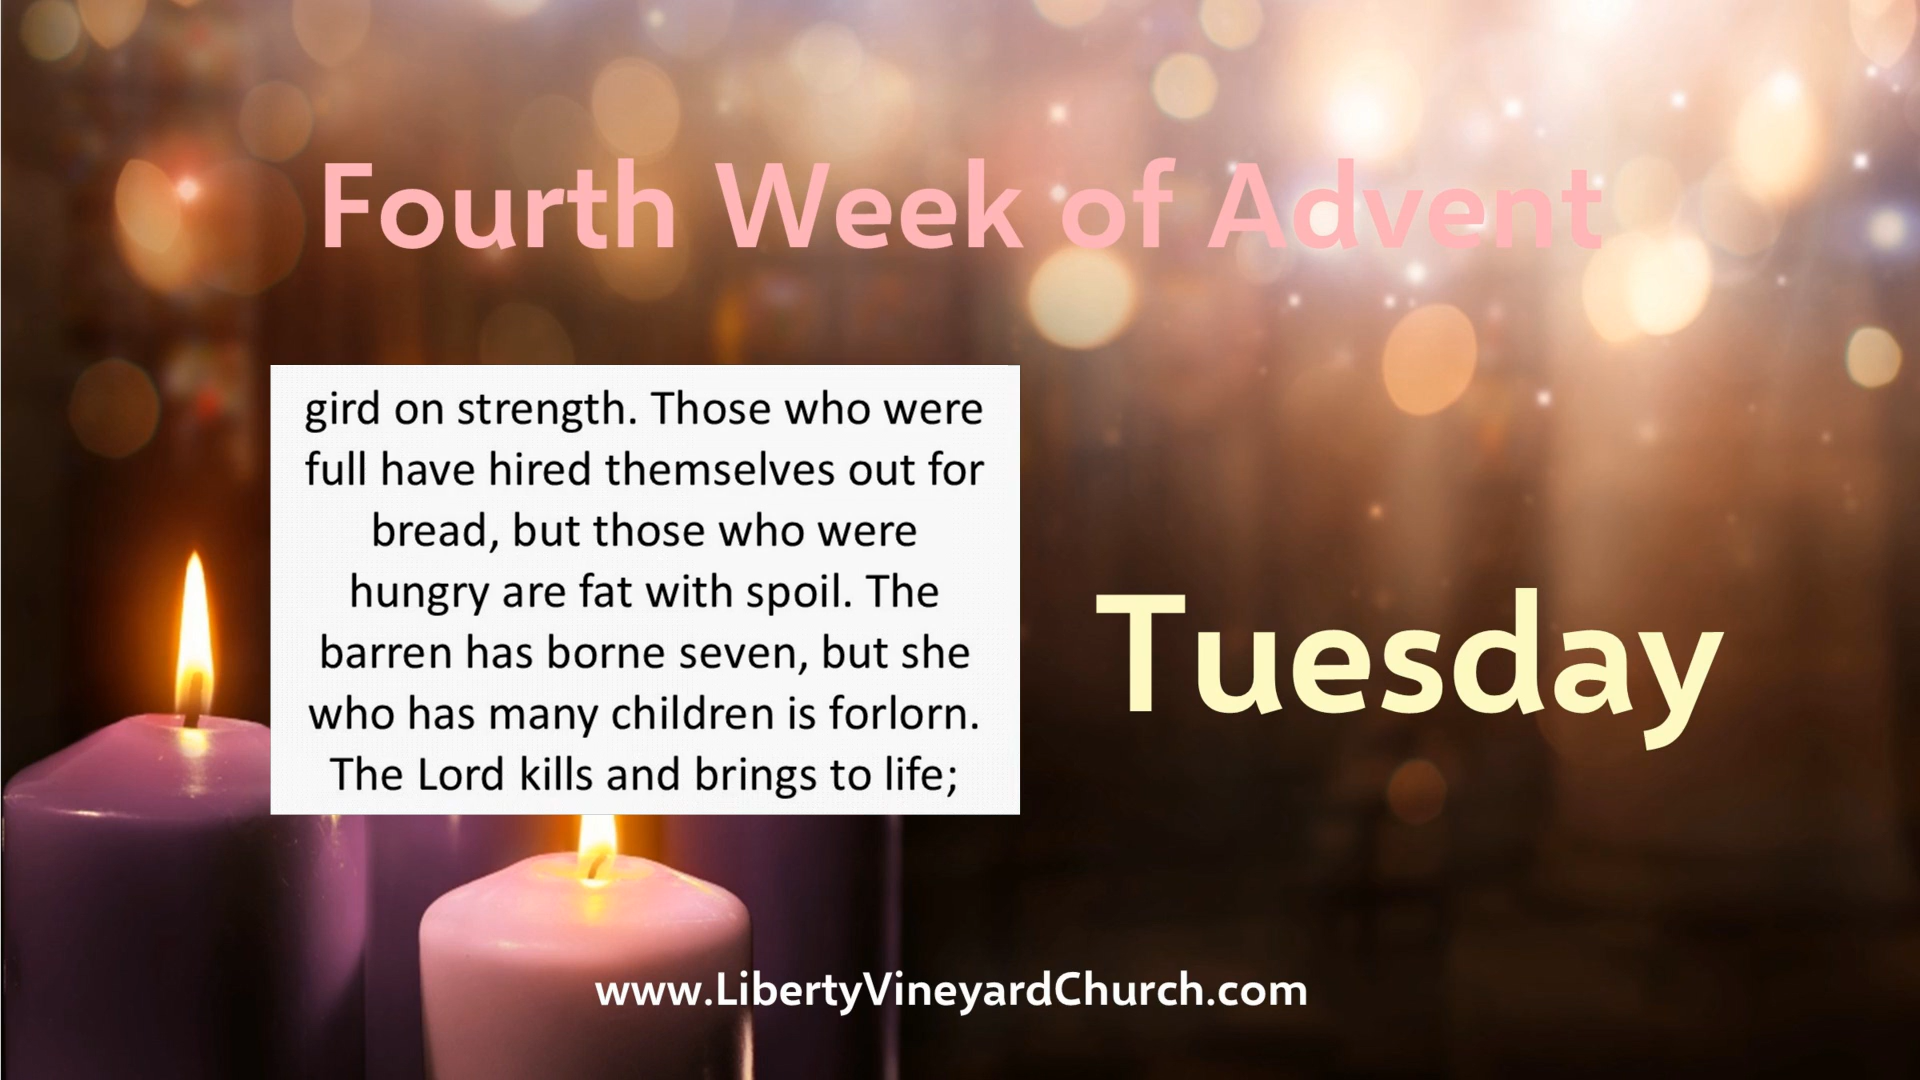 Fourth Week of Advent
gird on strength. Those who were
full have hired themselves out for
bread, but those who were
hungry are fat with spoil. The
barren has borne seven, but she
who has many children is forlorn.
The Lord kills and brings to life;
Tuesday
www.LibertyVineyardChurch.com